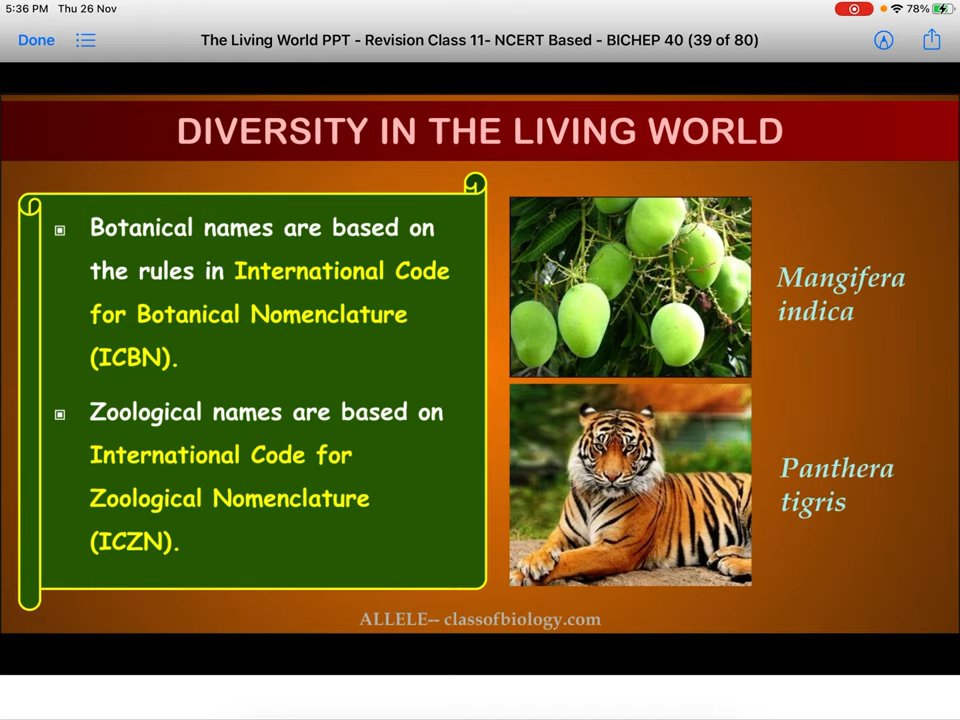 5:36 PM Thu 26 Nov
78%
Done
The Living World PPT - Revision Class 11- NCERT Based - BICHEP 40 (39 of 80)
DIVERSITY IN THE LIVING WORLD
Botanical names are based on
the rules in International Code
for Botanical Nomenclature
(ICBN).
Zoological names are based on
International Code for
Zoological Nomenclature
(ICZN).
Mangifera
indica
Panthera
tigris
ALLELE-- classofbiology.com